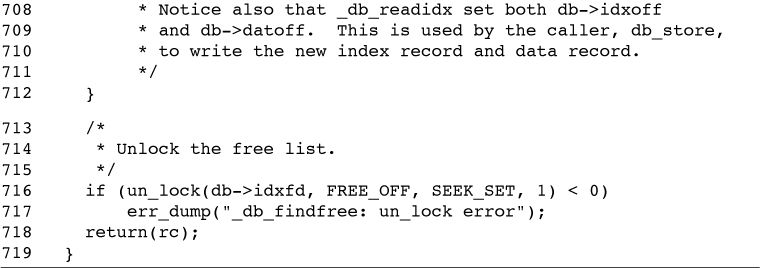 708            * Notice also that _db_readidx set both db->idxoff
709            * and db->datoff.  This is used by the caller, db_store,
710            * to write the new index record and data record.
711            */
712       }
713       /*
714        * Unlock the free list.
715        */
716       if (un_lock(db->idxfd, FREE_OFF, SEEK_SET, 1) < 0)
717           err_dump("_db_findfree: un_lock error");
718       return(rc);
719   }